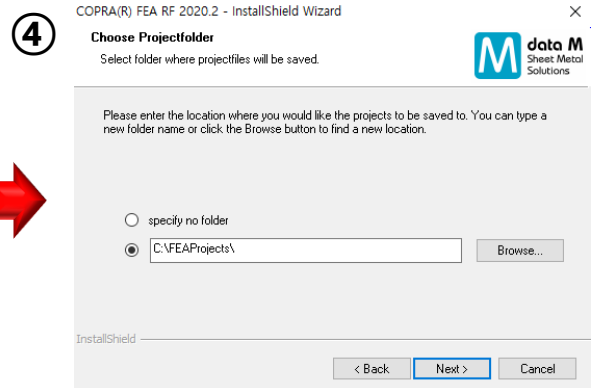 ④
COPRA(R) FEA RF 2020.2 - InstallShield Wizard
Choose Projectfolder
Select folder where projectfiles will be saved.
M data M
Sheet Metal
Solutions
Please enter the location where you would like the projects to be saved to. You can type a
new folder name or click the Browse button to find a new location.
specify no folder
C:\FEAProjects\
Browse...
InstallShield
< Back
Next >
Cancel